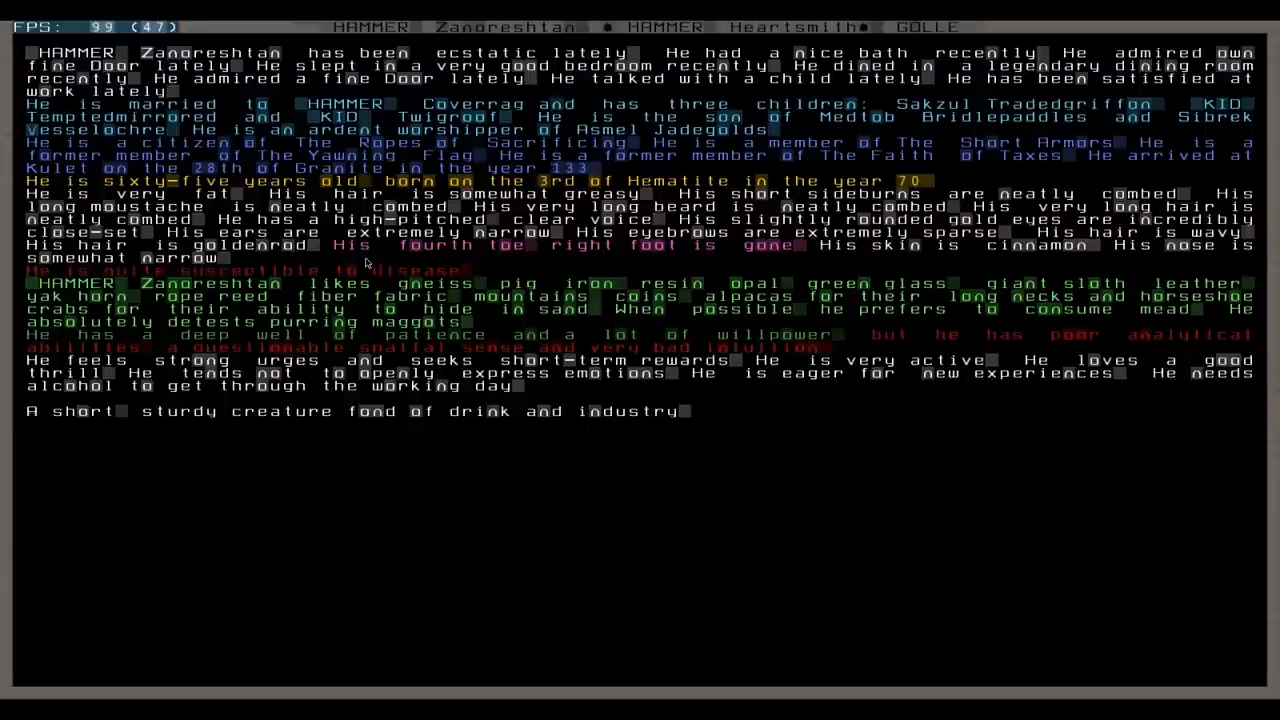 FPS: 99 (47) HAMMER Zanoreshtan • HAMMER Heartsmith• GOLLE
HAMMER Zanoreshtan has been ecstatic lately He had a nice bath recently He admired own
fine Door lately He slept in a very good bedroom recently He dined in a legendary dining room
recently He admired a fine Door lately He talked with a child lately He has been satisfied at
work lately
He is married to HAMMER Coverrag and has three children: Sakzul Tradedgriffon KID
Temptedmirrored and KID Twigroof He is the son of Medtob Bridlepaddles and Sibrek
Vesselochre He is an ardent worshipper of Asmel Jadegolds
He is a citizen of The Ropes of Sacrificing He is a member of The Short Armors He is a
former member of The Yawning Flag He is a former member of The Faith of Taxes He arrived at
Kulet on the 28th of Granite in the year 133
He is sixty-five years old born on the 3rd of Hematite in the year 70
He is very fat His hair is somewhat greasy His short sideburns are neatly combed His
long moustache is neatly combed His very long beard is neatly combed His very long hair is
neatly combed He has a high-pitched clear voice His slightly rounded gold eyes are incredibly
close-set His ears are extremely narrow His eyebrows are extremely sparse His hair is wavy
His hair is goldenrod His fourth toe right foot is gone His skin is cinnamon His nose is
somewhat narrow
He is quite susceptible to disease
HAMMER Zanoreshtan likes gneiss pig iron resin opal green glass giant sloth leather
yak horn rope reed fiber fabric mountains coins alpacas for their long necks and horseshoe
crabs for their ability to hide in sand When possible he prefers to consume mead He
absolutely detests purring maggots
He has a deep well of patience and a lot of willpower but he has poor analytical
abilities a questionable spatial sense and very bad intuition
He feels strong urges and seeks short-term rewards He is very active He loves a good
thrill He tends not to openly express emotions He is eager for new experiences He needs
alcohol to get through the working day
A short sturdy creature fond of drink and industry